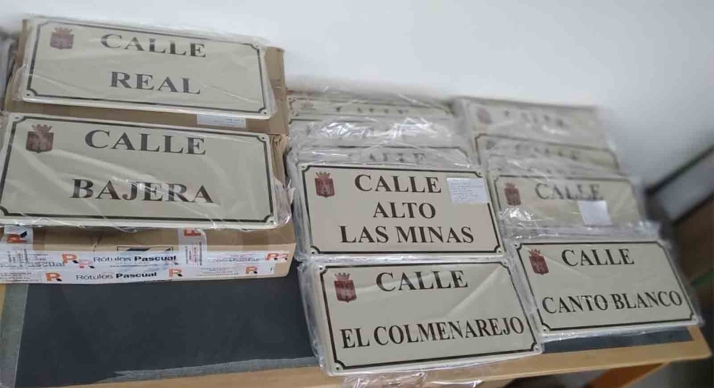 CALLE
REAL
CALLE
BAJERA
Rótulos Pascual
Rótulos Pascual
CALLE
CALLE
ALTO
LAS MINAS
CALLE
EL COLMENAREJO
CALLE
CALLE
CANTO BLANCO